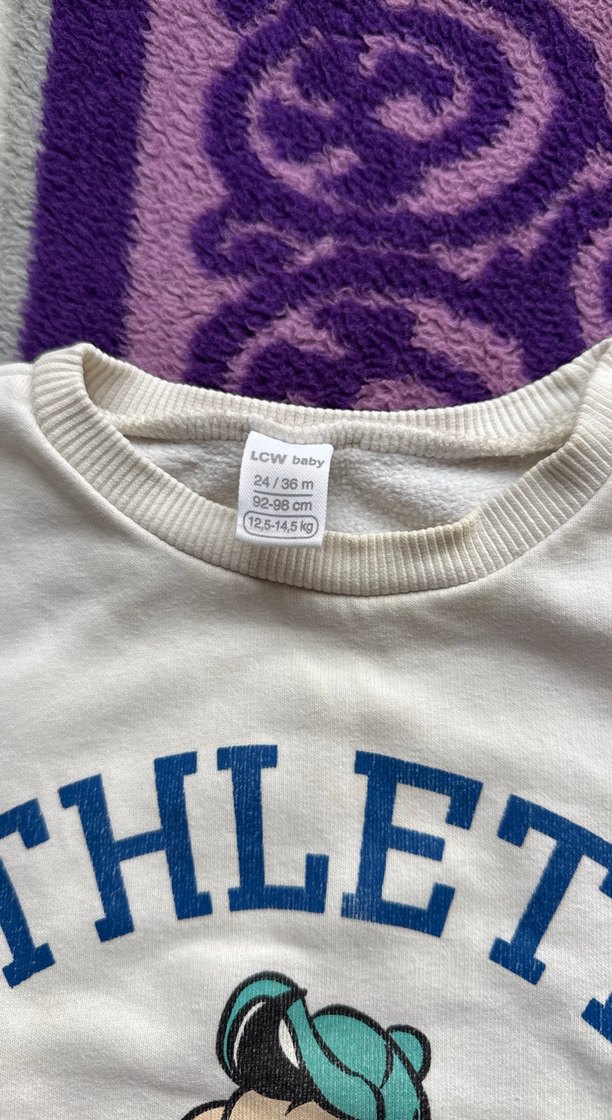 LCW baby
24 / 36 m
92-98 cm
12,5-14,5 kg
THLET